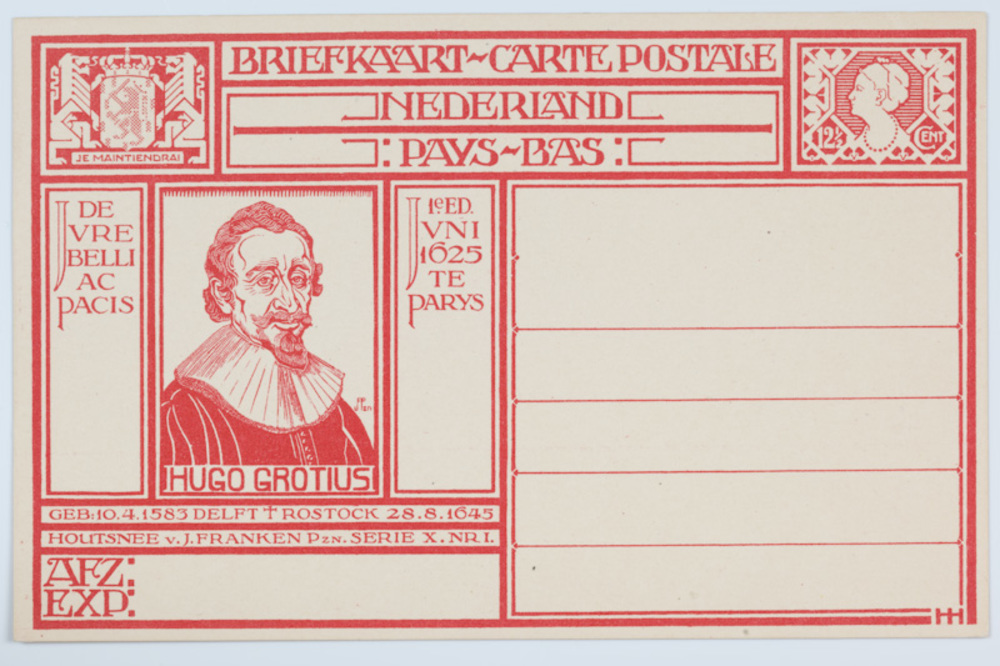 BRIEFKAART~CARTE POSTALE
NEDERLAND
: PAYS~BAS :
JE MAINTIENDRAI
12½ CENT
DE
JVRE
BELLI
AC
PACIS
1e ED.
JVNI
1625
TE
PARYS
HUGO GROTIUS
GEB: 10.4.1583 DELFT † ROSTOCK 28.8.1645
HOUTSNEE v. J. FRANKEN PZN. SERIE X. NR I.
AFZ:
EXP:
HH